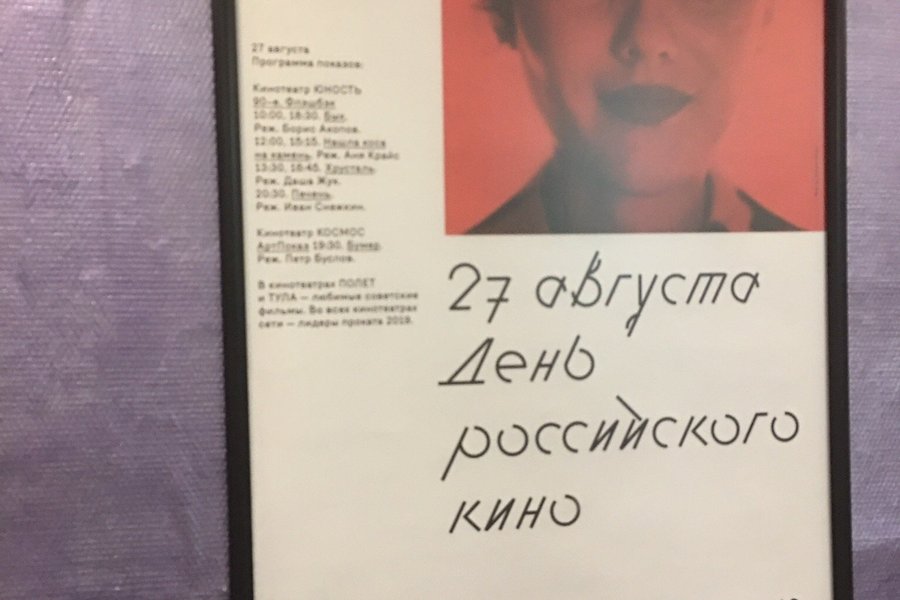 27 августа
Программа показов:
Кинотеатр ЮНОСТЬ
90-е. Флэшбэк
10:00, 18:30. Бык.
Реж. Борис Акопов.
12:00, 15:15. Нашла коса
на камень. Реж. Аня Крайс
13:30, 16:45. Хрусталь.
Реж. Даша Жук.
20:30. Печень.
Реж. Иван Снежкин.
Кинотеатр КОСМОС
АртПоказ 19:30. Бумер.
Реж. Петр Буслов.
В кинотеатрах ПОЛЕТ
и ТУЛА — любимые советские
фильмы. Во всех кинотеатрах
сети — лидеры проката 2019.
27 августа
День
российского
кино